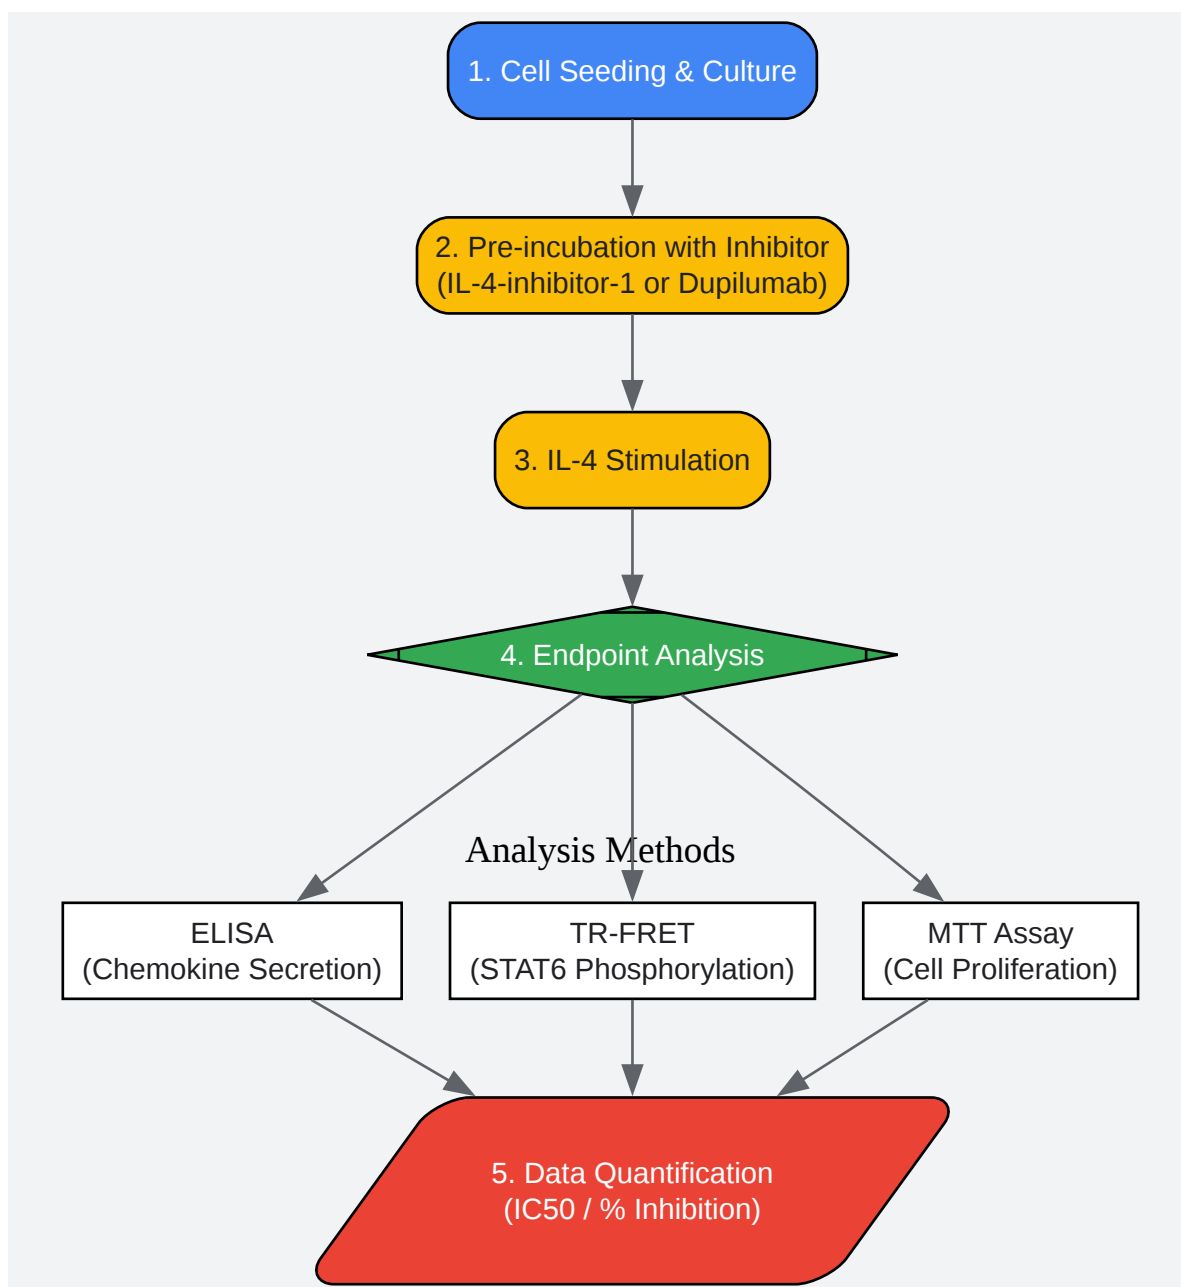 1. Cell Seeding & Culture
2. Pre-incubation with Inhibitor
(IL-4-inhibitor-1 or Dupilumab)
3. IL-4 Stimulation
4. Endpoint Analysis
Analysis Methods
ELISA
(Chemokine Secretion)
TR-FRET
(STAT6 Phosphorylation)
MTT Assay
(Cell Proliferation)
5. Data Quantification
(IC50 / % Inhibition)